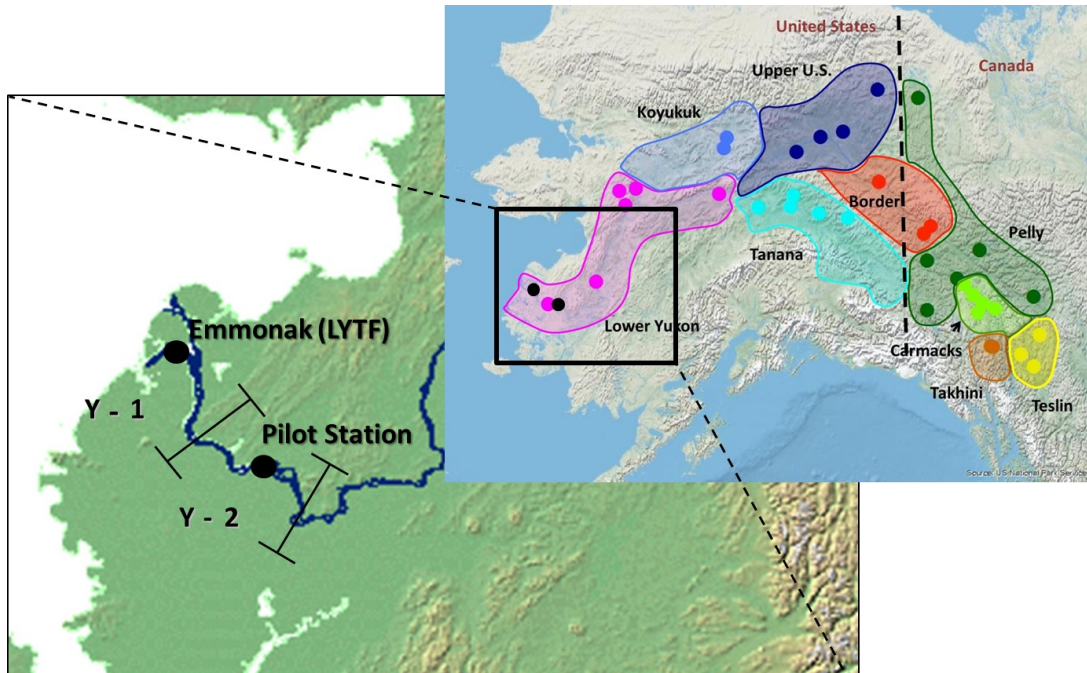 United States
Canada
Upper U.S.
Koyukuk
Border
Pelly
Tanana
Lower Yukon
Carmacks
Takhini
Teslin
Source: US National Park Service
Emmonak (LYTF)
Y - 1
Pilot Station
Y - 2